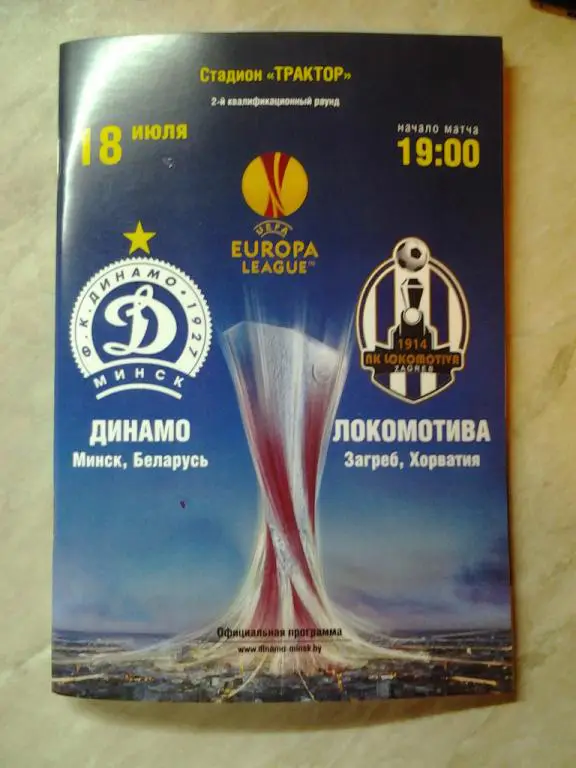 Стадион «ТРАКТОР»
2-й квалификационный раунд
18 июля
начало матча
19:00
UEFA
EUROPA
LEAGUE™
Ф.К. ДИНАМО • 1927
Д
МИНСК
1914
NK LOKOMOTIVA
ZAGREB
ДИНАМО
Минск, Беларусь
ЛОКОМОТИВА
Загреб, Хорватия
Официальная программа
www.dinamo-minsk.by